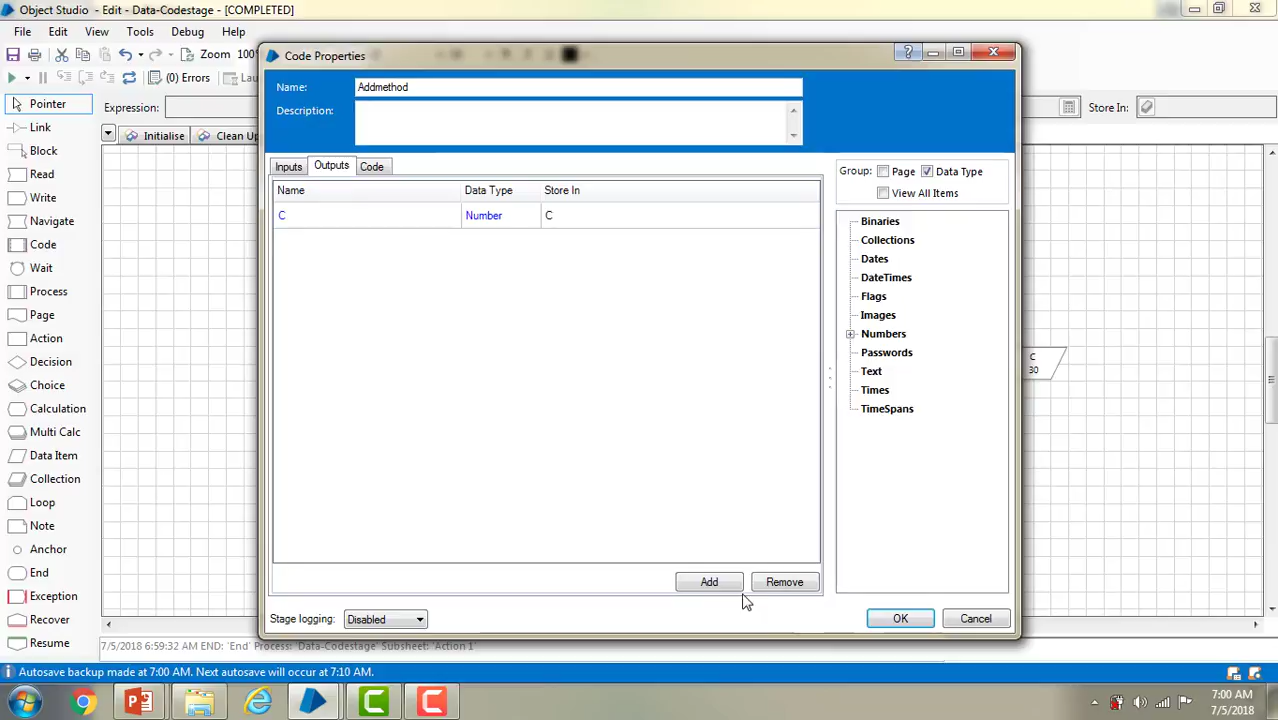 Object Studio - Edit - Data-Codestage - [COMPLETED]
File Edit View Tools Debug Help
Zoom 100%
(0) Errors
Pointer
Link
Block
Read
Write
Navigate
Code
Wait
Process
Page
Action
Decision
Choice
Calculation
Multi Calc
Data Item
Collection
Loop
Note
Anchor
End
Exception
Recover
Resume
Expression:
Store In:
Initialise
Clean Up
Code Properties
Name:
Addmethod
Description:
Inputs Outputs Code
Name Data Type Store In
C Number C
Add Remove
Stage logging: Disabled
Group: Page Data Type
View All Items
Binaries
Collections
Dates
DateTimes
Flags
Images
Numbers
Passwords
Text
Times
TimeSpans
OK Cancel
C
30
7/5/2018 6:59:32 AM END: 'End' Process: 'Data-Codestage' Subsheet: 'Action 1'
Autosave backup made at 7:00 AM. Next autosave will occur at 7:10 AM.
7:00 AM
7/5/2018